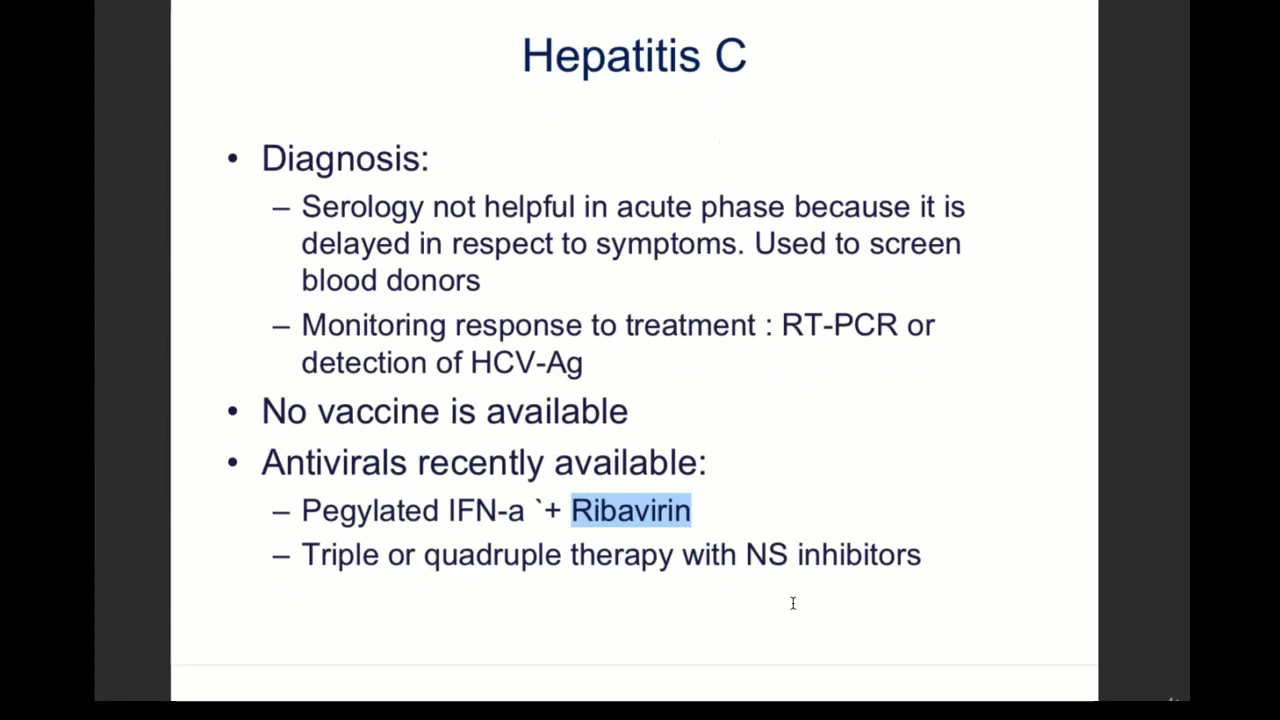 Hepatitis C
• Diagnosis:
– Serology not helpful in acute phase because it is
delayed in respect to symptoms. Used to screen
blood donors
– Monitoring response to treatment : RT-PCR or
detection of HCV-Ag
• No vaccine is available
• Antivirals recently available:
– Pegylated IFN-a `+ Ribavirin
– Triple or quadruple therapy with NS inhibitors